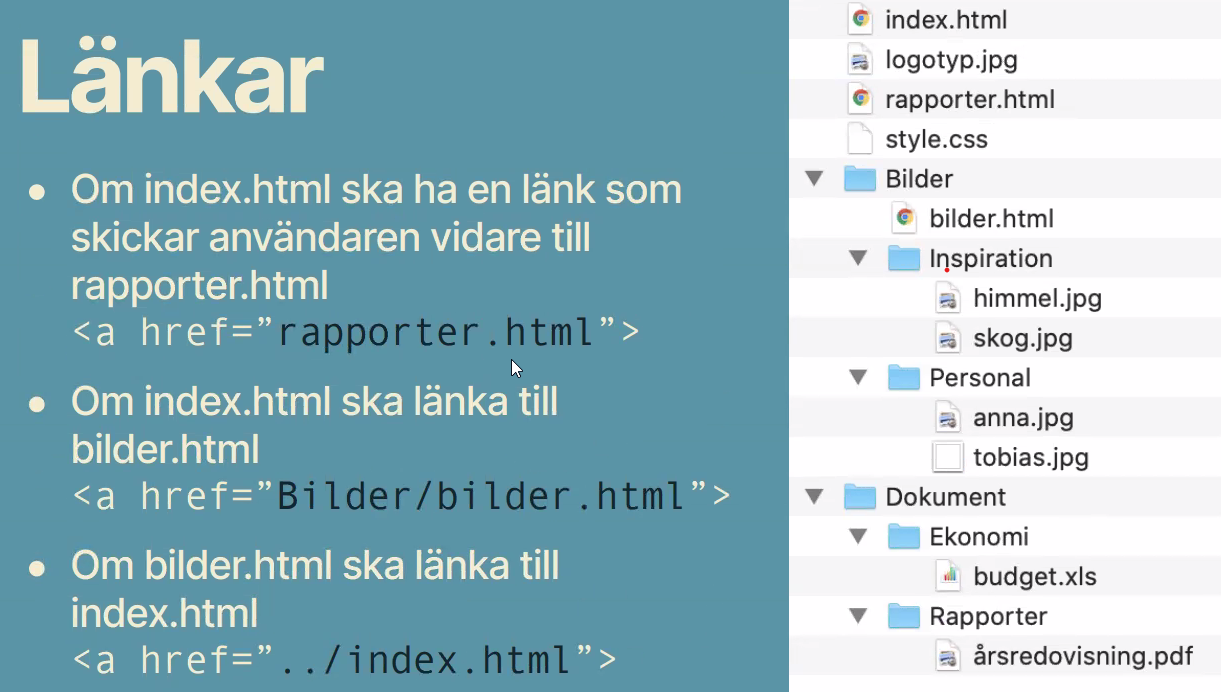 Länkar
• Om index.html ska ha en länk som
skickar användaren vidare till
rapporter.html
<a href=”rapporter.html”>
• Om index.html ska länka till
bilder.html
<a href=”Bilder/bilder.html”>
• Om bilder.html ska länka till
index.html
<a href=”../index.html”>
index.html
logotyp.jpg
rapporter.html
style.css
Bilder
bilder.html
Inspiration
himmel.jpg
skog.jpg
Personal
anna.jpg
tobias.jpg
Dokument
Ekonomi
budget.xls
Rapporter
årsredovisning.pdf